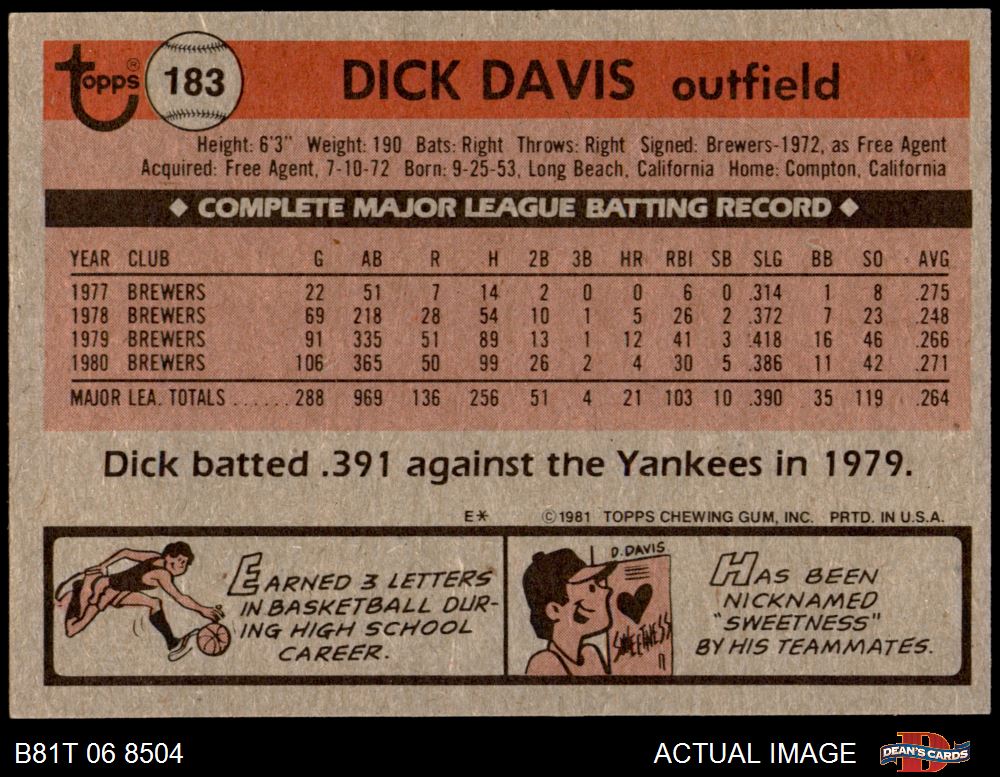 Topps® 183 DICK DAVIS outfield
Height: 6'3" Weight: 190 Bats: Right Throws: Right Signed: Brewers-1972, as Free Agent
Acquired: Free Agent, 7-10-72 Born: 9-25-53, Long Beach, California Home: Compton, California
◆ COMPLETE MAJOR LEAGUE BATTING RECORD ◆
YEAR CLUB G AB R H 2B 3B HR RBI SB SLG BB SO AVG
1977 BREWERS 22 51 7 14 2 0 0 6 0 .314 1 8 .275
1978 BREWERS 69 218 28 54 10 1 5 26 2 .372 7 23 .248
1979 BREWERS 91 335 51 89 13 1 12 41 3 .418 16 46 .266
1980 BREWERS 106 365 50 99 26 2 4 30 5 .386 11 42 .271
MAJOR LEA. TOTALS ......288 969 136 256 51 4 21 103 10 .390 35 119 .264
Dick batted .391 against the Yankees in 1979.
E* ©1981 TOPPS CHEWING GUM, INC. PRTD. IN U.S.A.
EARNED 3 LETTERS
IN BASKETBALL DUR-
ING HIGH SCHOOL
CAREER.
D. DAVIS
SWEETNESS
HAS BEEN
NICKNAMED
"SWEETNESS"
BY HIS TEAMMATES.
B81T 06 8504 ACTUAL IMAGE DEAN'S CARDS